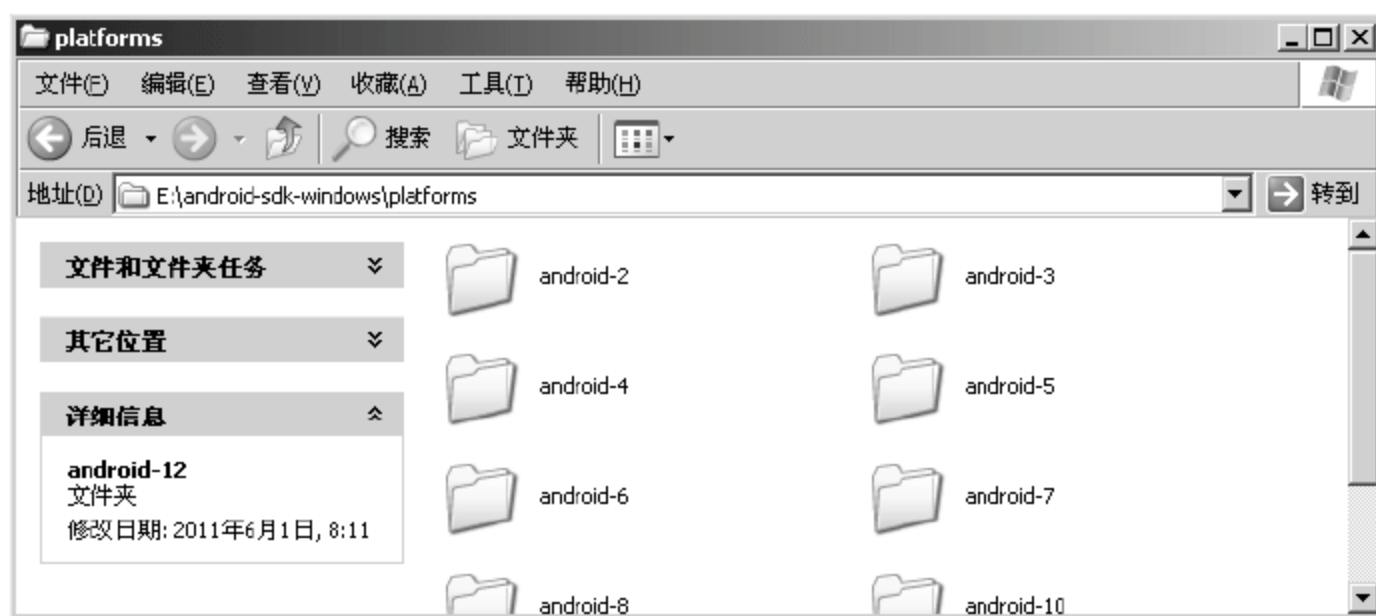 platforms
文件(F) 编辑(E) 查看(V) 收藏(A) 工具(T) 帮助(H)
后退 搜索 文件夹
地址(D) E:\android-sdk-windows\platforms 转到
文件和文件夹任务
其它位置
详细信息
android-12
文件夹
修改日期: 2011年6月1日, 8:11
android-2 android-3
android-4 android-5
android-6 android-7
android-8 android-10